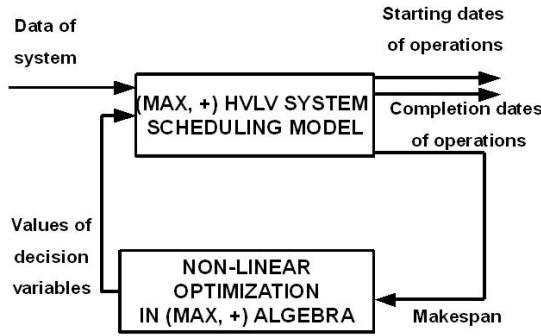 Data of
system
Starting dates
of operations
(MAX, +) HVLV SYSTEM
SCHEDULING MODEL
Completion dates
of operations
Values of
decision
variables
NON-LINEAR
OPTIMIZATION
IN (MAX, +) ALGEBRA
Makespan